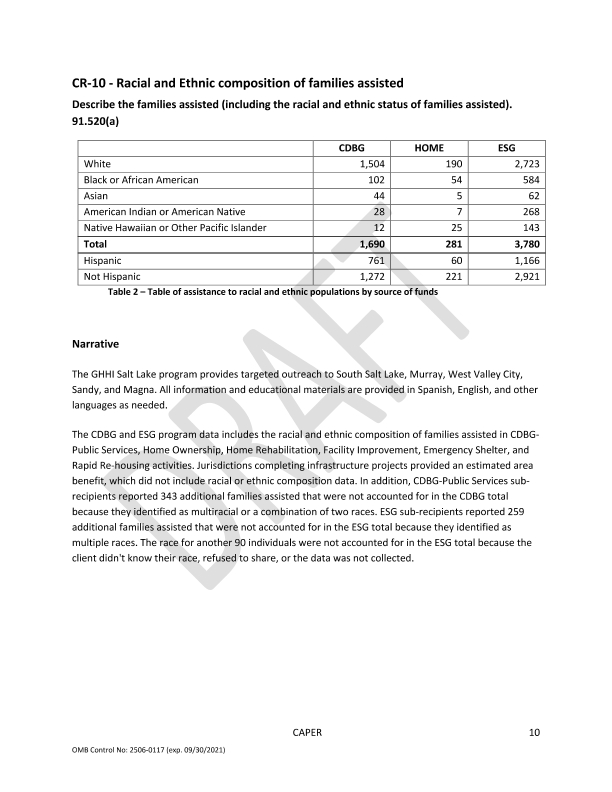 CR-10 - Racial and Ethnic composition of families assisted
Describe the families assisted (including the racial and ethnic status of families assisted).
91.520(a)
CDBG HOME ESG
White 1,504 190 2,723
Black or African American 102 54 584
Asian 44 5 62
American Indian or American Native 28 7 268
Native Hawaiian or Other Pacific Islander 12 25 143
Total 1,690 281 3,780
Hispanic 761 60 1,166
Not Hispanic 1,272 221 2,921
Table 2 – Table of assistance to racial and ethnic populations by source of funds
Narrative
The GHHI Salt Lake program provides targeted outreach to South Salt Lake, Murray, West Valley City,
Sandy, and Magna. All information and educational materials are provided in Spanish, English, and other
languages as needed.
The CDBG and ESG program data includes the racial and ethnic composition of families assisted in CDBG-
Public Services, Home Ownership, Home Rehabilitation, Facility Improvement, Emergency Shelter, and
Rapid Re-housing activities. Jurisdictions completing infrastructure projects provided an estimated area
benefit, which did not include racial or ethnic composition data. In addition, CDBG-Public Services sub-
recipients reported 343 additional families assisted that were not accounted for in the CDBG total
because they identified as multiracial or a combination of two races. ESG sub-recipients reported 259
additional families assisted that were not accounted for in the ESG total because they identified as
multiple races. The race for another 90 individuals were not accounted for in the ESG total because the
client didn't know their race, refused to share, or the data was not collected.
DRAFT
CAPER 10
OMB Control No: 2506-0117 (exp. 09/30/2021)